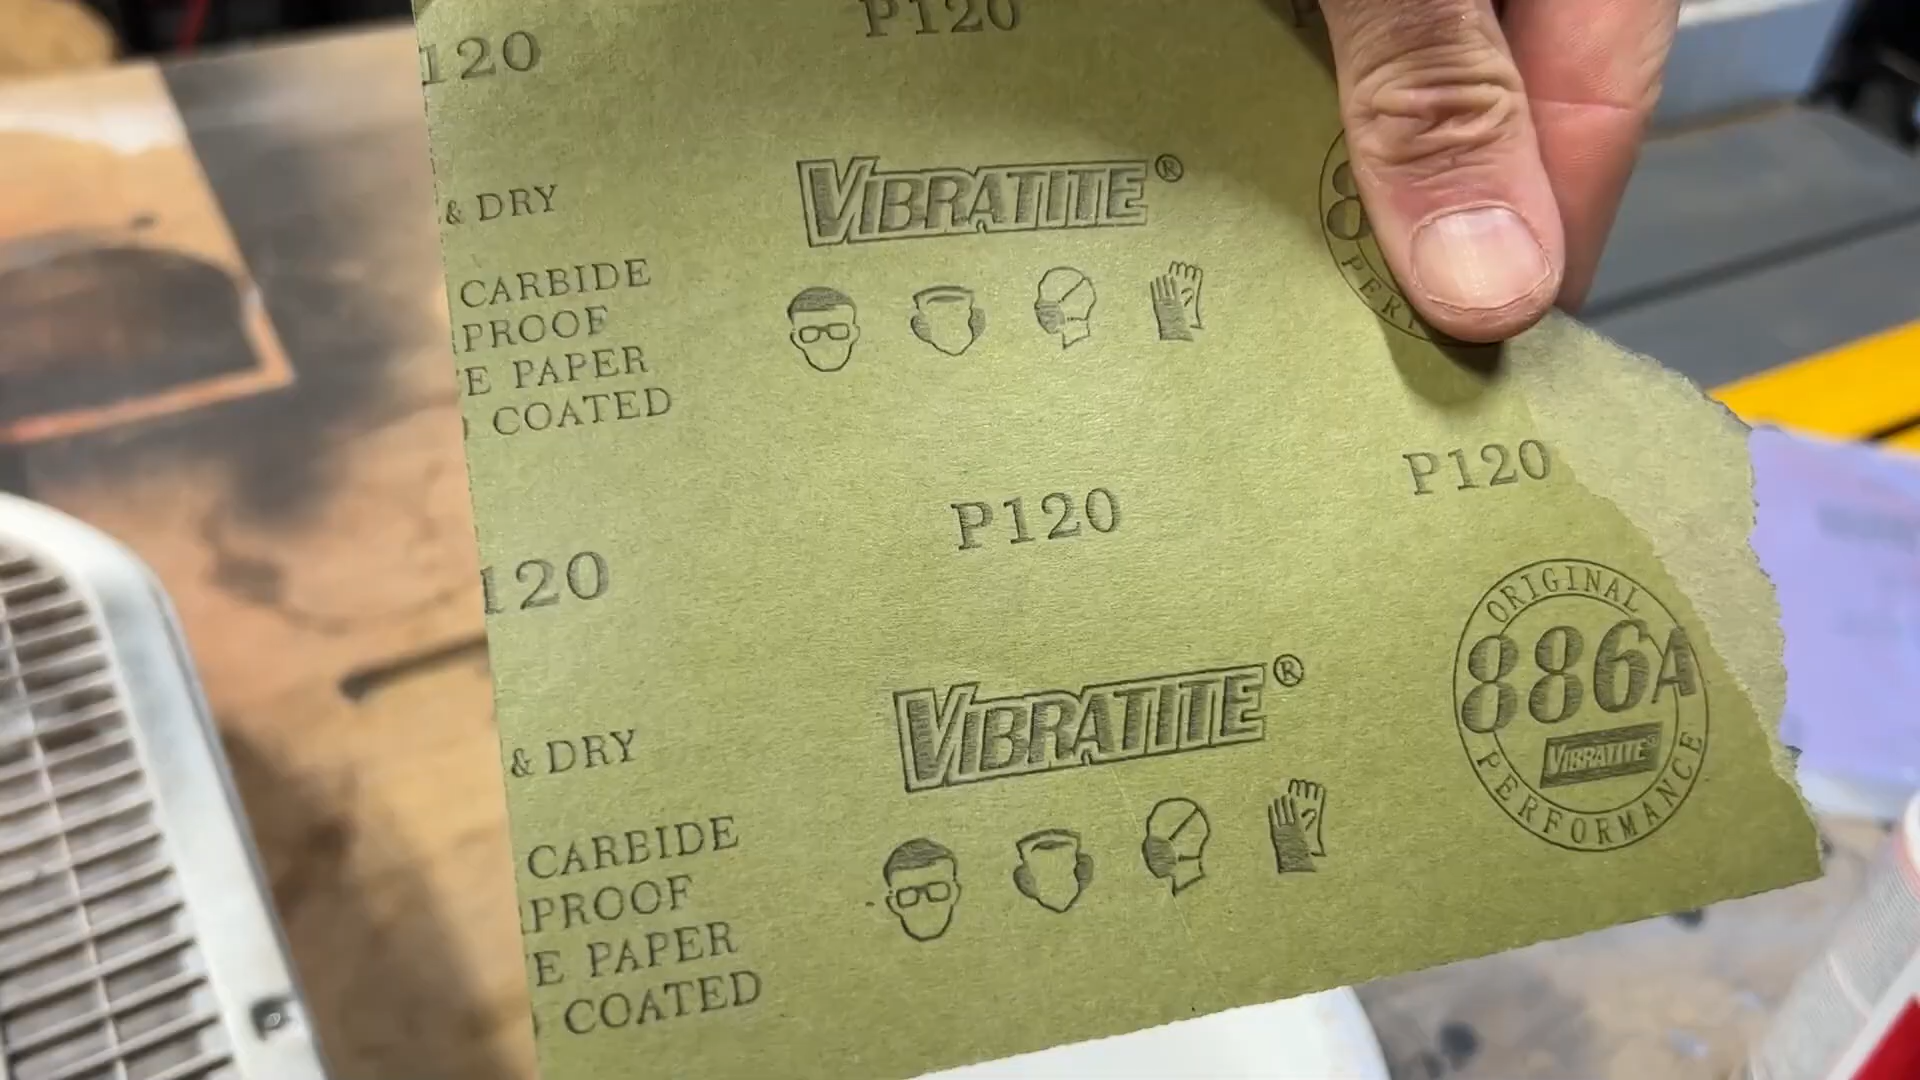 120
P120
P
& DRY
VIBRATITE®
CARBIDE
PROOF
E PAPER
COATED
P120
P120
120
ORIGINAL
886A
VIBRATITE®
PERFORMANCE
& DRY
VIBRATITE®
CARBIDE
PROOF
E PAPER
COATED